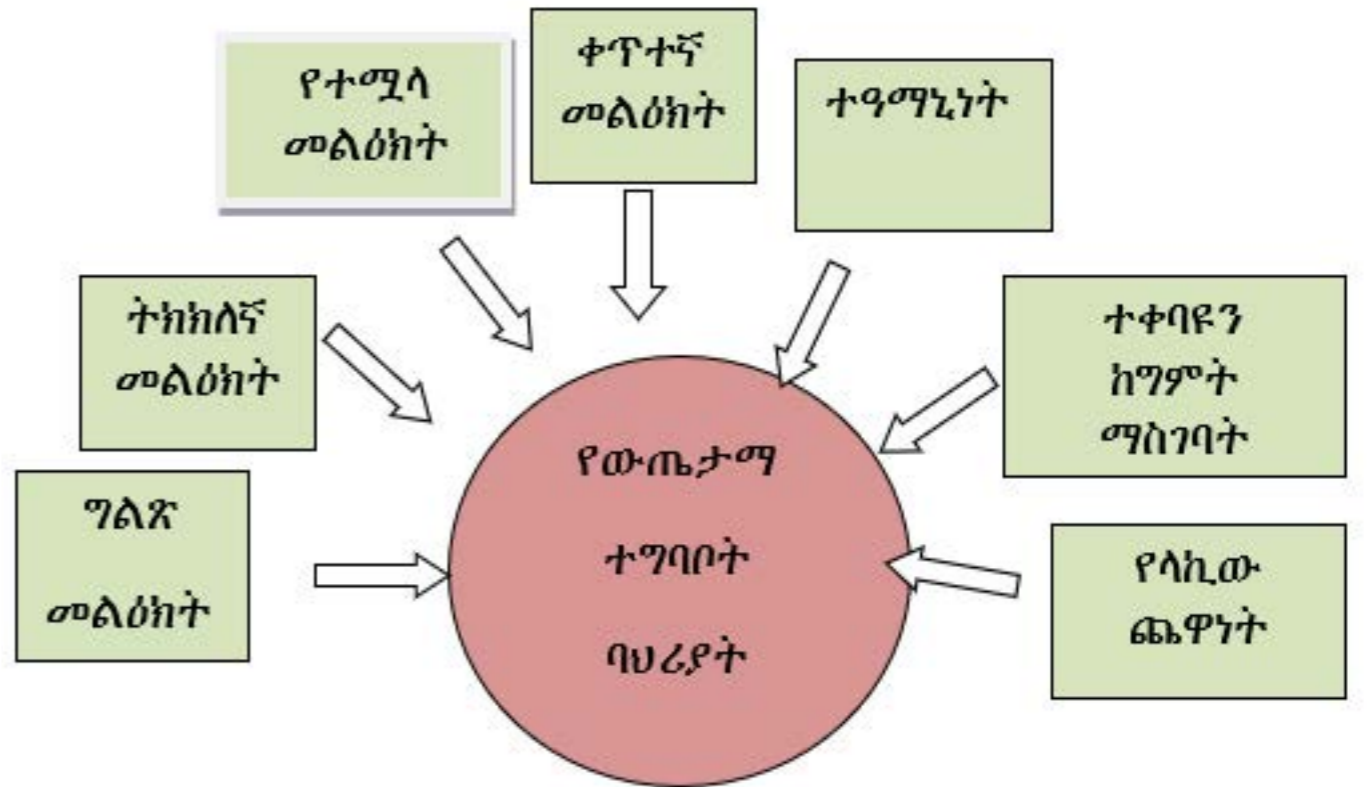 የተሟላ
መልዕክት
ቀጥተኛ
መልዕክት
ተዓማኒነት
ትክክለኛ
መልዕክት
ተቀባዩን
ከግምት
ማስገባት
ግልጽ
መልዕክት
የውጤታማ
ተግባቦት
ባህሪያት
የላኪው
ጨዋነት